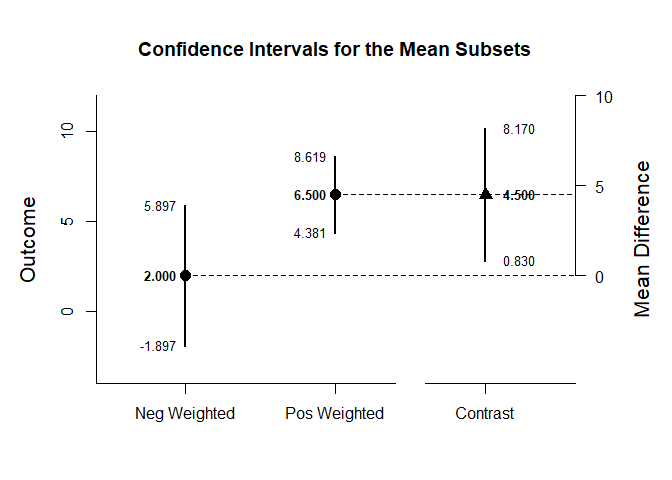 Confidence Intervals for the Mean Subsets
Outcome
10
5
0
5.897
2.000
-1.897
8.619
6.500
4.381
8.170
4.500
0.830
10
5
0
Mean Difference
Neg Weighted
Pos Weighted
Contrast